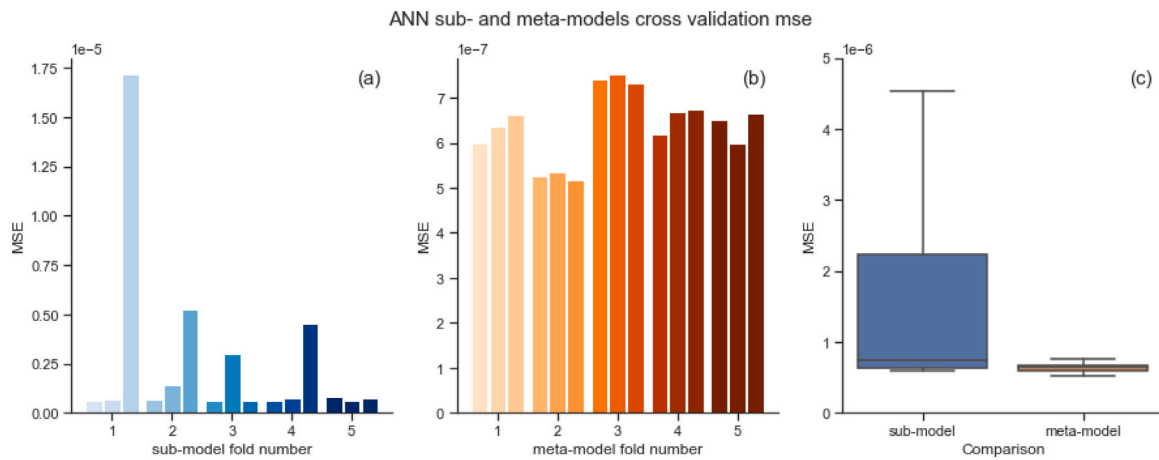 ANN sub- and meta-models cross validation mse
1e−5
(a)
1.75
1.50
1.25
1.00
0.75
0.50
0.25
0.00
MSE
1 2 3 4 5
sub-model fold number
1e−7
(b)
7
6
5
4
3
2
1
0
MSE
1 2 3 4 5
meta-model fold number
1e−6
(c)
5
4
3
2
1
0
MSE
sub-model meta-model
Comparison